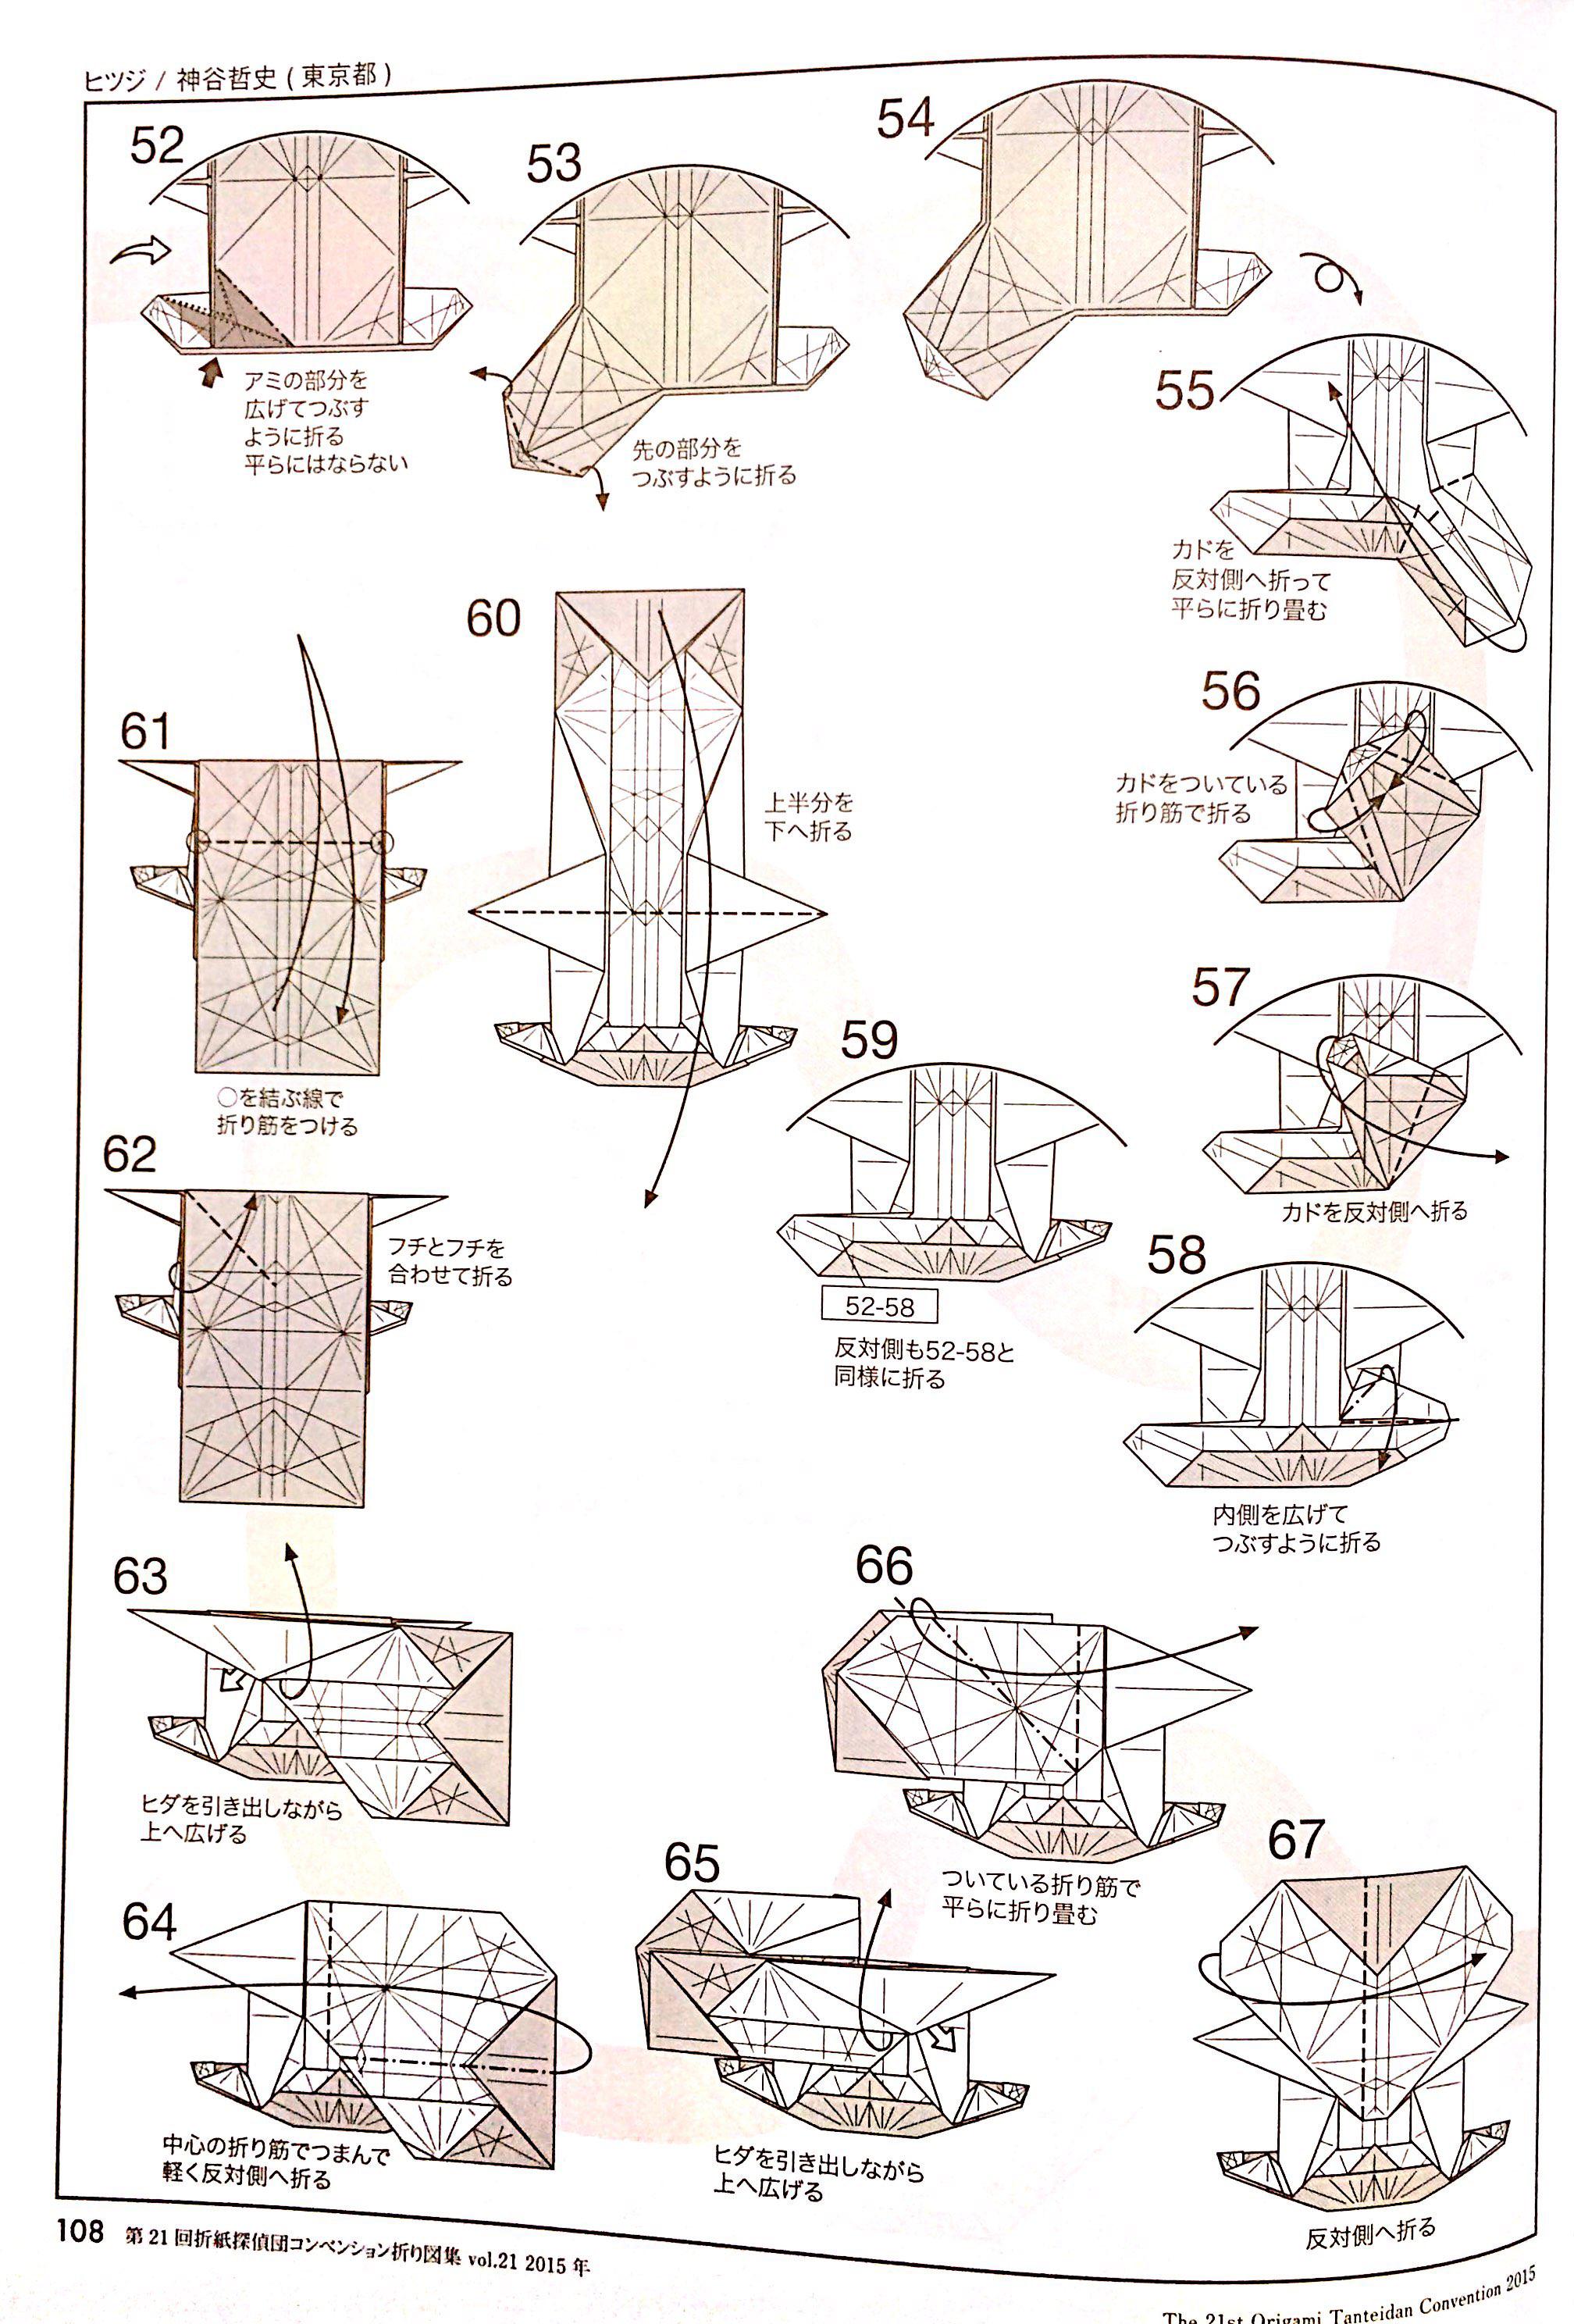 ヒツジ / 神谷哲史 ( 東京都 )
52
アミの部分を
広げてつぶす
ように折る
平らにはならない
53
先の部分を
つぶすように折る
54
55
カドを
反対側へ折って
平らに折り畳む
56
カドをついている
折り筋で折る
57
カドを反対側へ折る
58
内側を広げて
つぶすように折る
59
52-58
反対側も52-58と
同様に折る
60
上半分を
下へ折る
61
○を結ぶ線で
折り筋をつける
62
フチとフチを
合わせて折る
63
ヒダを引き出しながら
上へ広げる
64
中心の折り筋でつまんで
軽く反対側へ折る
65
ヒダを引き出しながら
上へ広げる
66
ついている折り筋で
平らに折り畳む
67
反対側へ折る
108 第 21 回折紙探偵団コンベンション折り図集 vol.21 2015 年
The 21st Origami Tanteidan Convention 2015